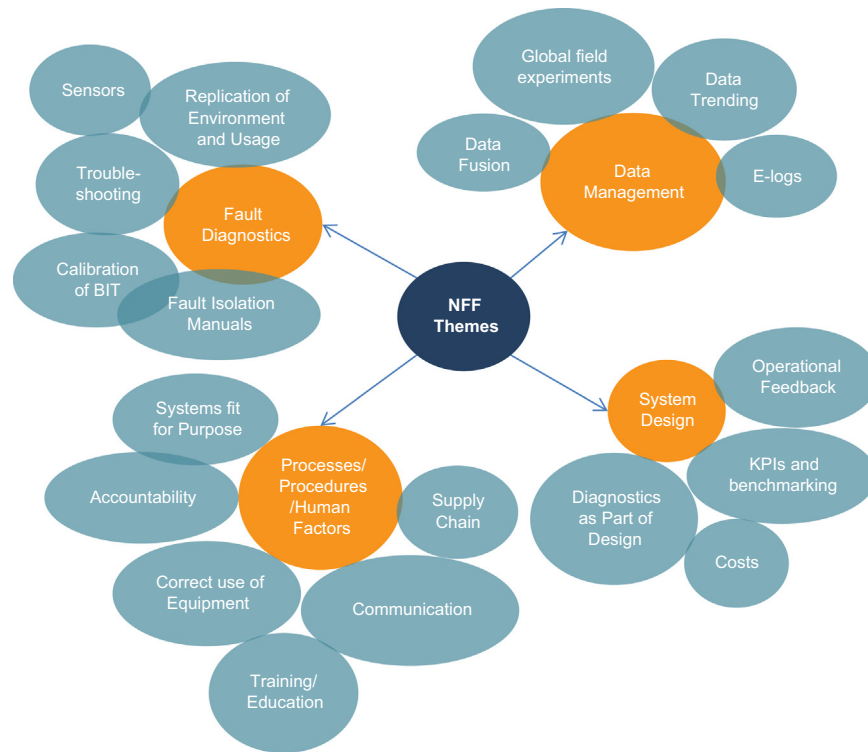 Sensors
Replication of
Environment
and Usage
Trouble-
shooting
Fault
Diagnostics
Calibration
of BIT
Fault Isolation
Manuals
Global field
experiments
Data
Trending
Data
Fusion
Data
Management
E-logs
NFF
Themes
Operational
Feedback
System
Design
KPIs and
benchmarking
Diagnostics
as Part of
Design
Costs
Systems fit
for Purpose
Processes/
Procedures
/Human
Factors
Accountability
Supply
Chain
Correct use of
Equipment
Communication
Training/
Education